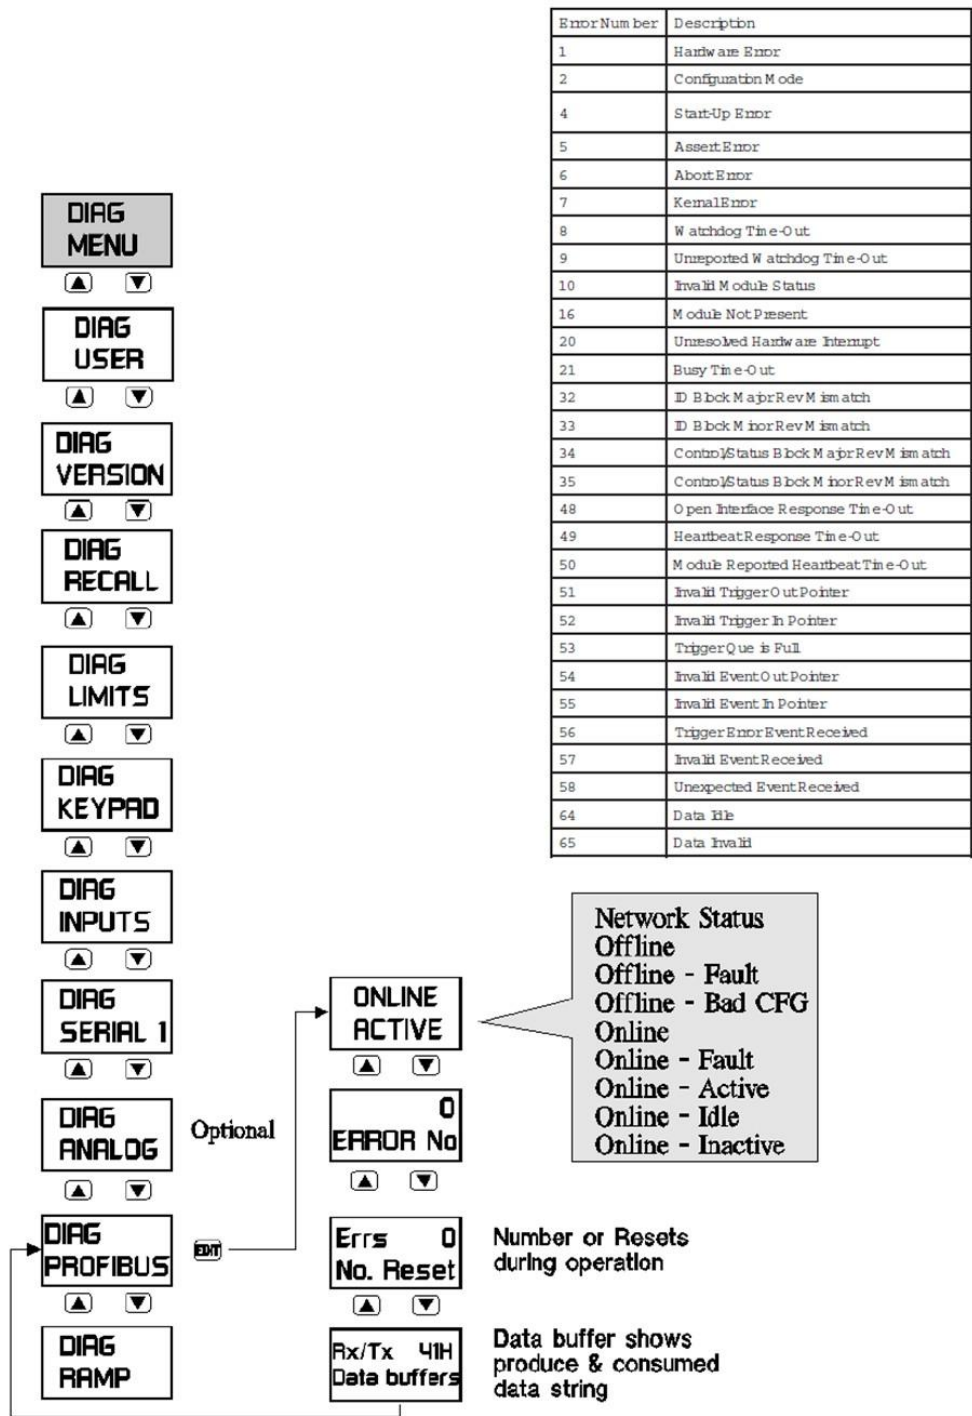 Error Number Description
1 Hardware Error
2 Configuration Mode
4 Start-Up Error
5 Assert Error
6 Abort Error
7 Kernal Error
8 Watchdog Time-Out
9 Unreported Watchdog Time-Out
10 Invalid Module Status
16 Module Not Present
20 Unresolved Hardware Interrupt
21 Busy Time-Out
32 ID Block Major Rev Mismatch
33 ID Block Minor Rev Mismatch
34 Control/Status Block Major Rev Mismatch
35 Control/Status Block Minor Rev Mismatch
48 Open Interface Response Time-Out
49 Heartbeat Response Time-Out
50 Module Reported Heartbeat Time-Out
51 Invalid Trigger Out Pointer
52 Invalid Trigger In Pointer
53 Trigger Que is Full
54 Invalid Event Out Pointer
55 Invalid Event In Pointer
56 Trigger Error Event Received
57 Invalid Event Received
58 Unexpected Event Received
64 Data Idle
65 Data Invalid
DIAG
MENU
DIAG
USER
DIAG
VERSION
DIAG
RECALL
DIAG
LIMITS
DIAG
KEYPAD
DIAG
INPUTS
DIAG
SERIAL 1
DIAG
ANALOG
Optional
DIAG
PROFIBUS
EDIT
DIAG
RAMP
ONLINE
ACTIVE
0
ERROR No
Errs 0
No. Reset
Rx/Tx 41H
Data buffers
Network Status
Offline
Offline - Fault
Offline - Bad CFG
Online
Online - Fault
Online - Active
Online - Idle
Online - Inactive
Number or Resets
during operation
Data buffer shows
produce & consumed
data string